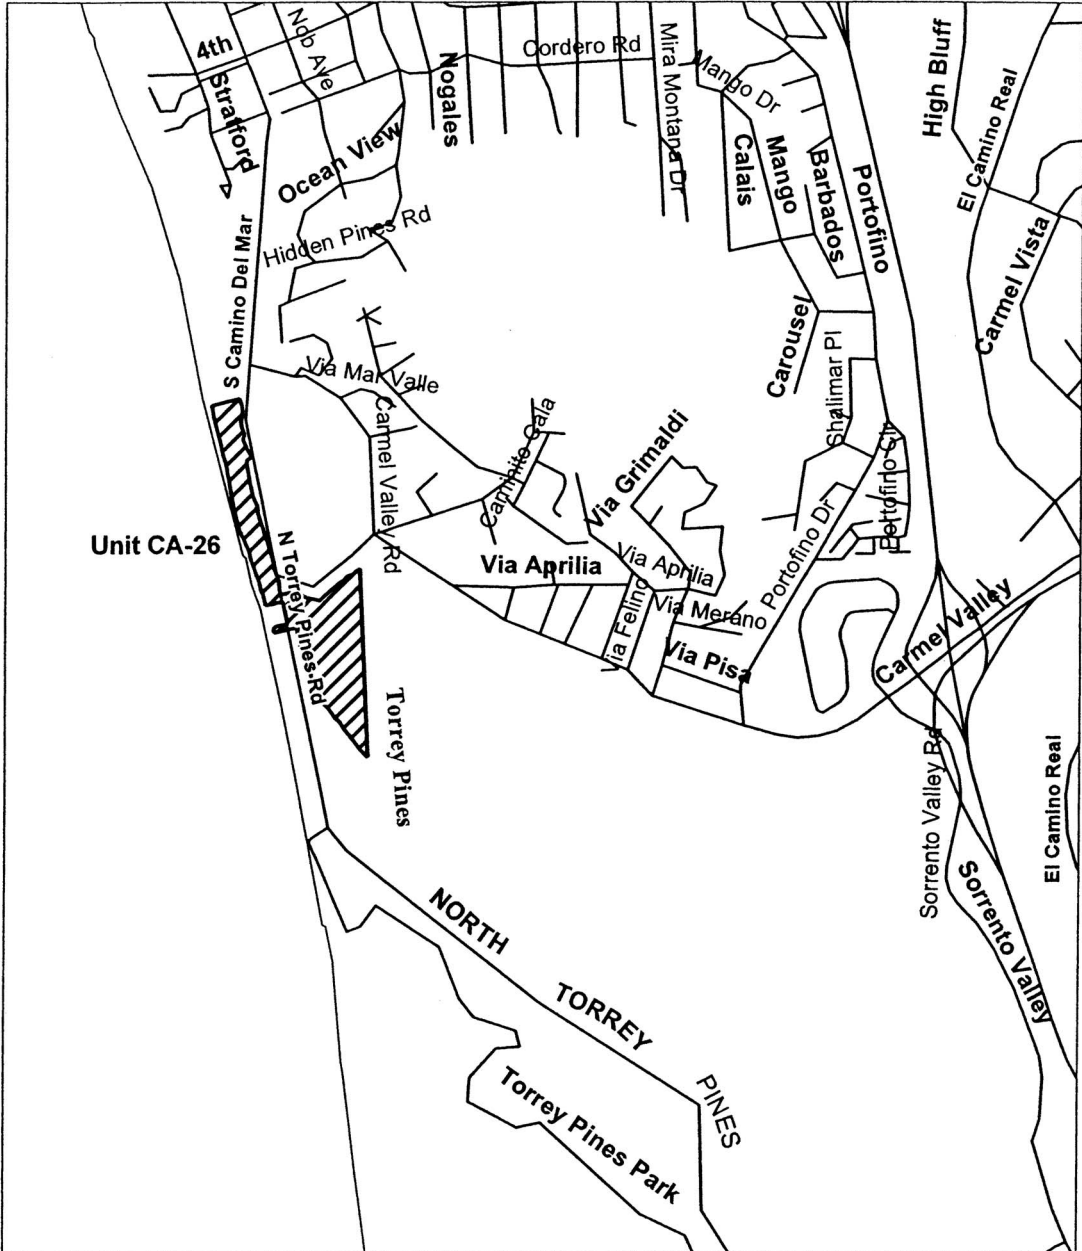 4th
Nob Ave
Stratford
Nogales
Cordero Rd
Mira Montana Dr
Mango Dr
High Bluff
El Camino Real
Ocean View
Calais
Mango
Barbados
Portofino
S Camino Del Mar
Hidden Pines Rd
Carmel Vista
Carousel
Shalimar Pl
Via Mar Valle
Carmel Valley Rd
Caminito Cala
Via Grimaldi
Portofino Cir
Unit CA-26
N Torrey Pines Rd
Via Aprilia
Via Aprilia
Portofino Dr
Via Felino
Via Merano
Via Pisa
Carmel Valley
Torrey Pines
Sorrento Valley Rd
El Camino Real
Sorrento Valley
NORTH
TORREY
PINES
Torrey Pines Park